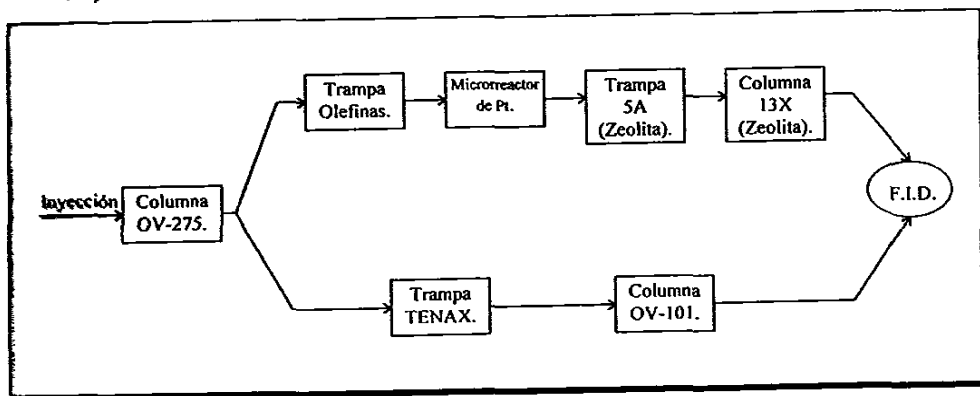 Inyección
Columna
OV-275.
Trampa
Olefinas.
Microrreactor
de Pt.
Trampa
5A
(Zeolita).
Columna
13X
(Zeolita).
F.I.D.
Trampa
TENAX.
Columna
OV-101.